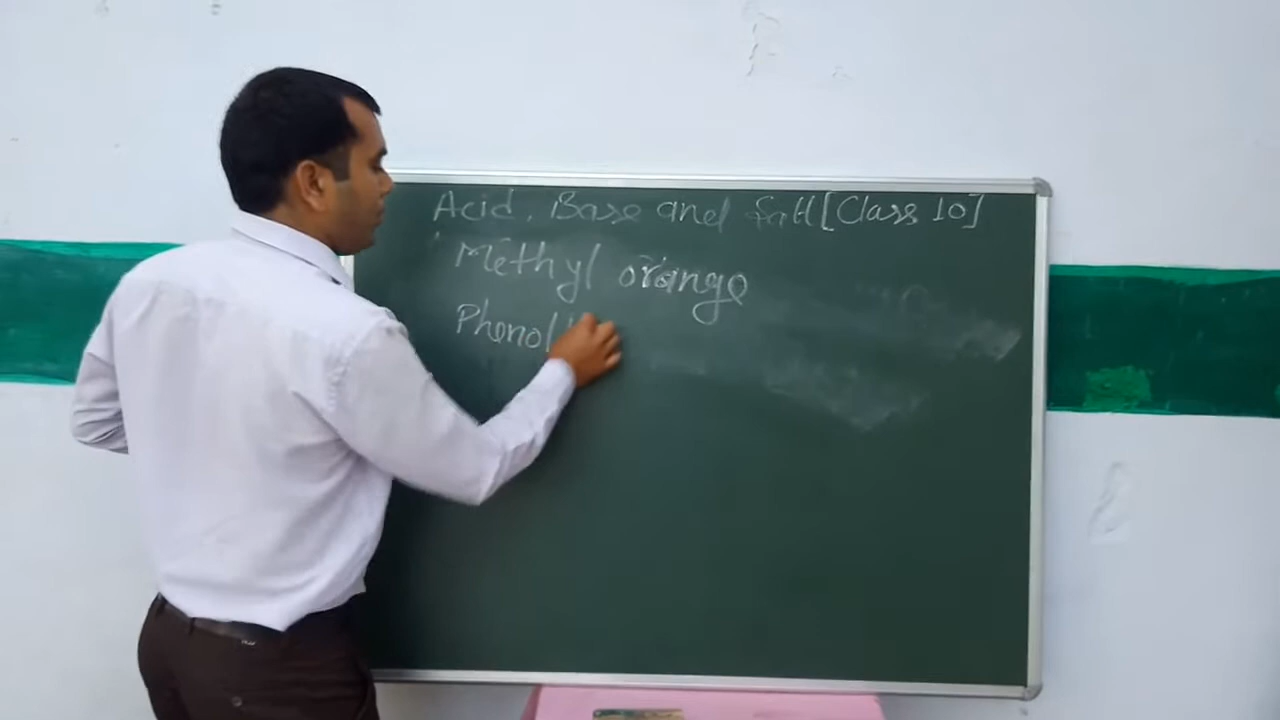 Acid, Base and Salt [Class 10]
Methyl orange
Phenol